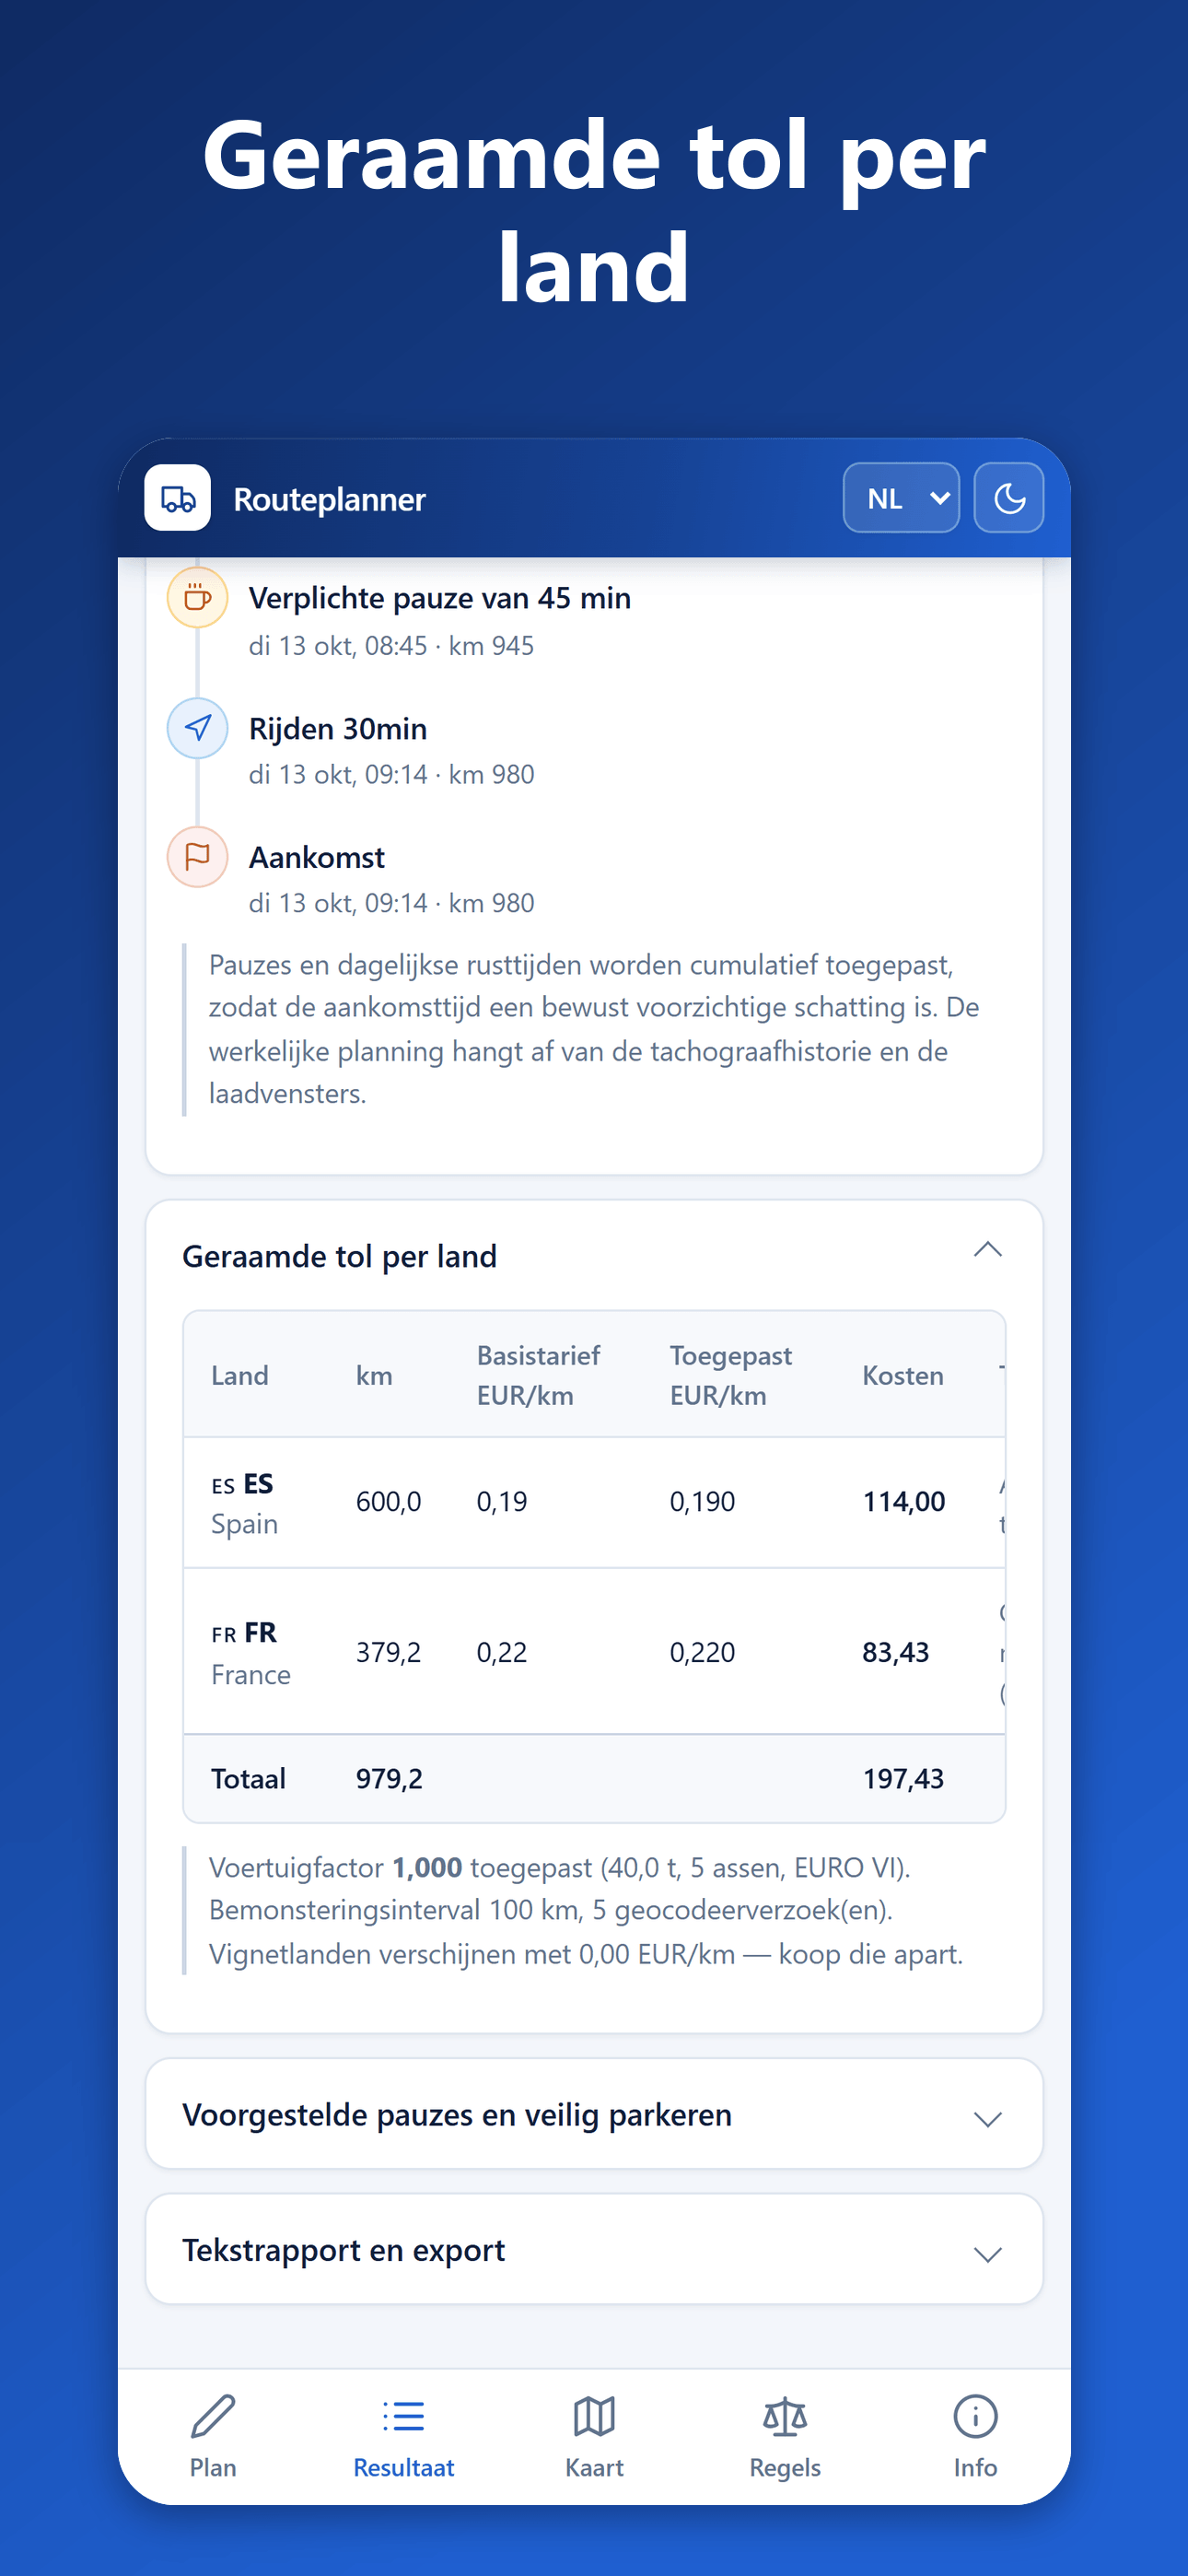 Geraamde tol per
land
Routeplanner
NL
Verplichte pauze van 45 min
di 13 okt, 08:45 · km 945
Rijden 30min
di 13 okt, 09:14 · km 980
Aankomst
di 13 okt, 09:14 · km 980
Pauzes en dagelijkse rusttijden worden cumulatief toegepast,
zodat de aankomsttijd een bewust voorzichtige schatting is. De
werkelijke planning hangt af van de tachograafhistorie en de
laadvensters.
Geraamde tol per land
Land km Basistarief EUR/km Toegepast EUR/km Kosten
ES ES Spain 600,0 0,19 0,190 114,00
FR FR France 379,2 0,22 0,220 83,43
Totaal 979,2 197,43
Voertuigfactor 1,000 toegepast (40,0 t, 5 assen, EURO VI).
Bemonsteringsinterval 100 km, 5 geocodeerverzoek(en).
Vignetlanden verschijnen met 0,00 EUR/km — koop die apart.
Voorgestelde pauzes en veilig parkeren
Tekstrapport en export
Plan Resultaat Kaart Regels Info